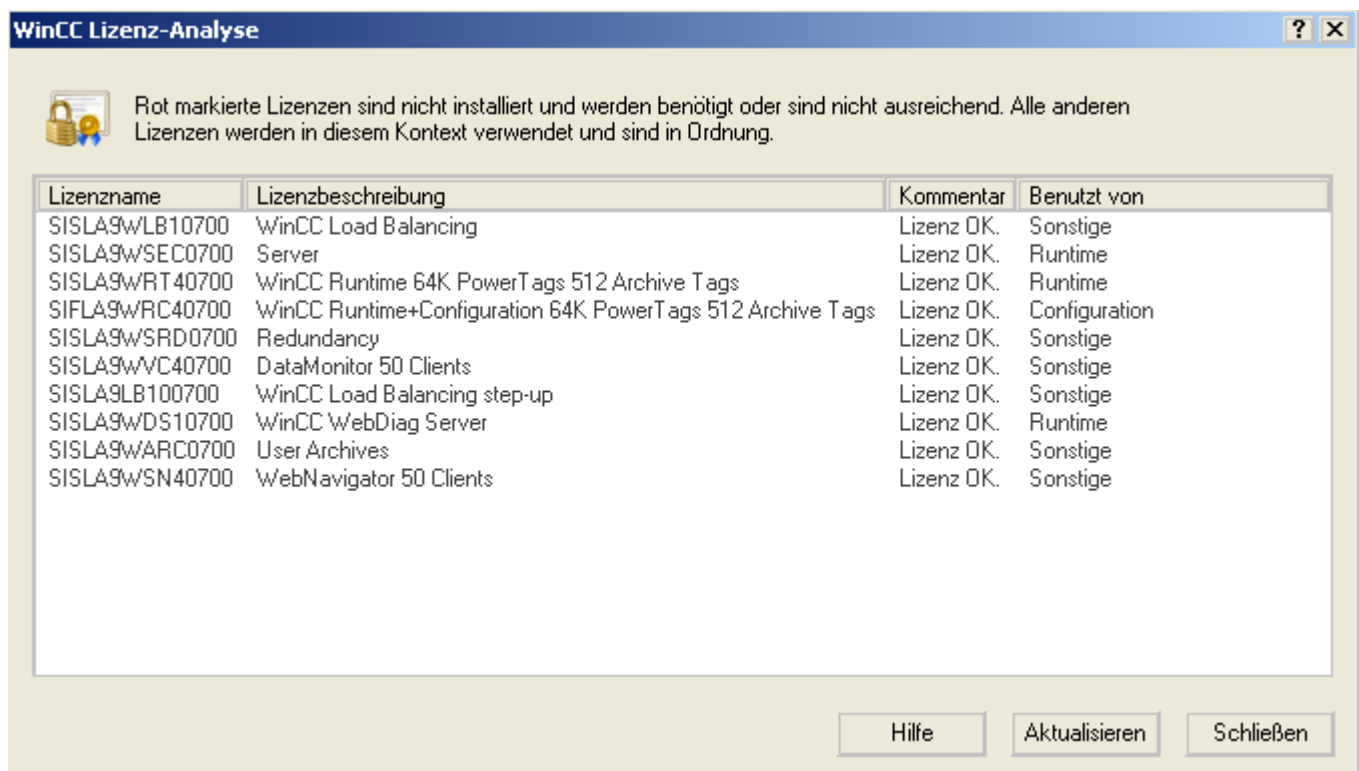 WinCC Lizenz-Analyse
Rot markierte Lizenzen sind nicht installiert und werden benötigt oder sind nicht ausreichend. Alle anderen
Lizenzen werden in diesem Kontext verwendet und sind in Ordnung.
Lizenzname Lizenzbeschreibung Kommentar Benutzt von
SISLA9WLB10700 WinCC Load Balancing Lizenz OK. Sonstige
SISLA9WSEC0700 Server Lizenz OK. Runtime
SISLA9WRT40700 WinCC Runtime 64K PowerTags 512 Archive Tags Lizenz OK. Runtime
SIFLA9WRC40700 WinCC Runtime+Configuration 64K PowerTags 512 Archive Tags Lizenz OK. Configuration
SISLA9WSRD0700 Redundancy Lizenz OK. Sonstige
SISLA9WVC40700 DataMonitor 50 Clients Lizenz OK. Sonstige
SISLA9LB100700 WinCC Load Balancing step-up Lizenz OK. Sonstige
SISLA9WDS10700 WinCC WebDiag Server Lizenz OK. Runtime
SISLA9WARC0700 User Archives Lizenz OK. Sonstige
SISLA9WSN40700 WebNavigator 50 Clients Lizenz OK. Sonstige
Hilfe Aktualisieren Schließen